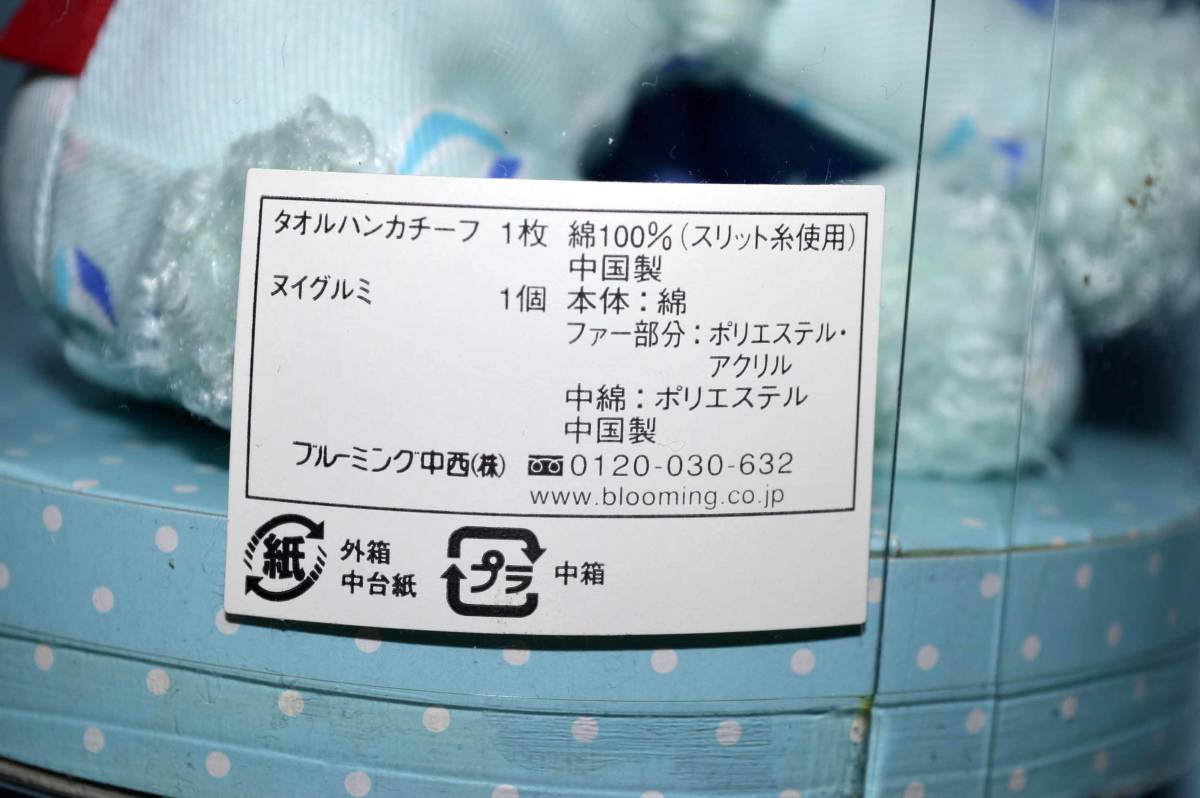 タオルハンカチーフ 1枚 綿100%(スリット糸使用)
中国製
ヌイグルミ 1個 本体：綿
ファー部分：ポリエステル・
アクリル
中綿：ポリエステル
中国製
ブルーミング中西(株) 0120-030-632
www.blooming.co.jp
紙 外箱
中台紙
プラ 中箱